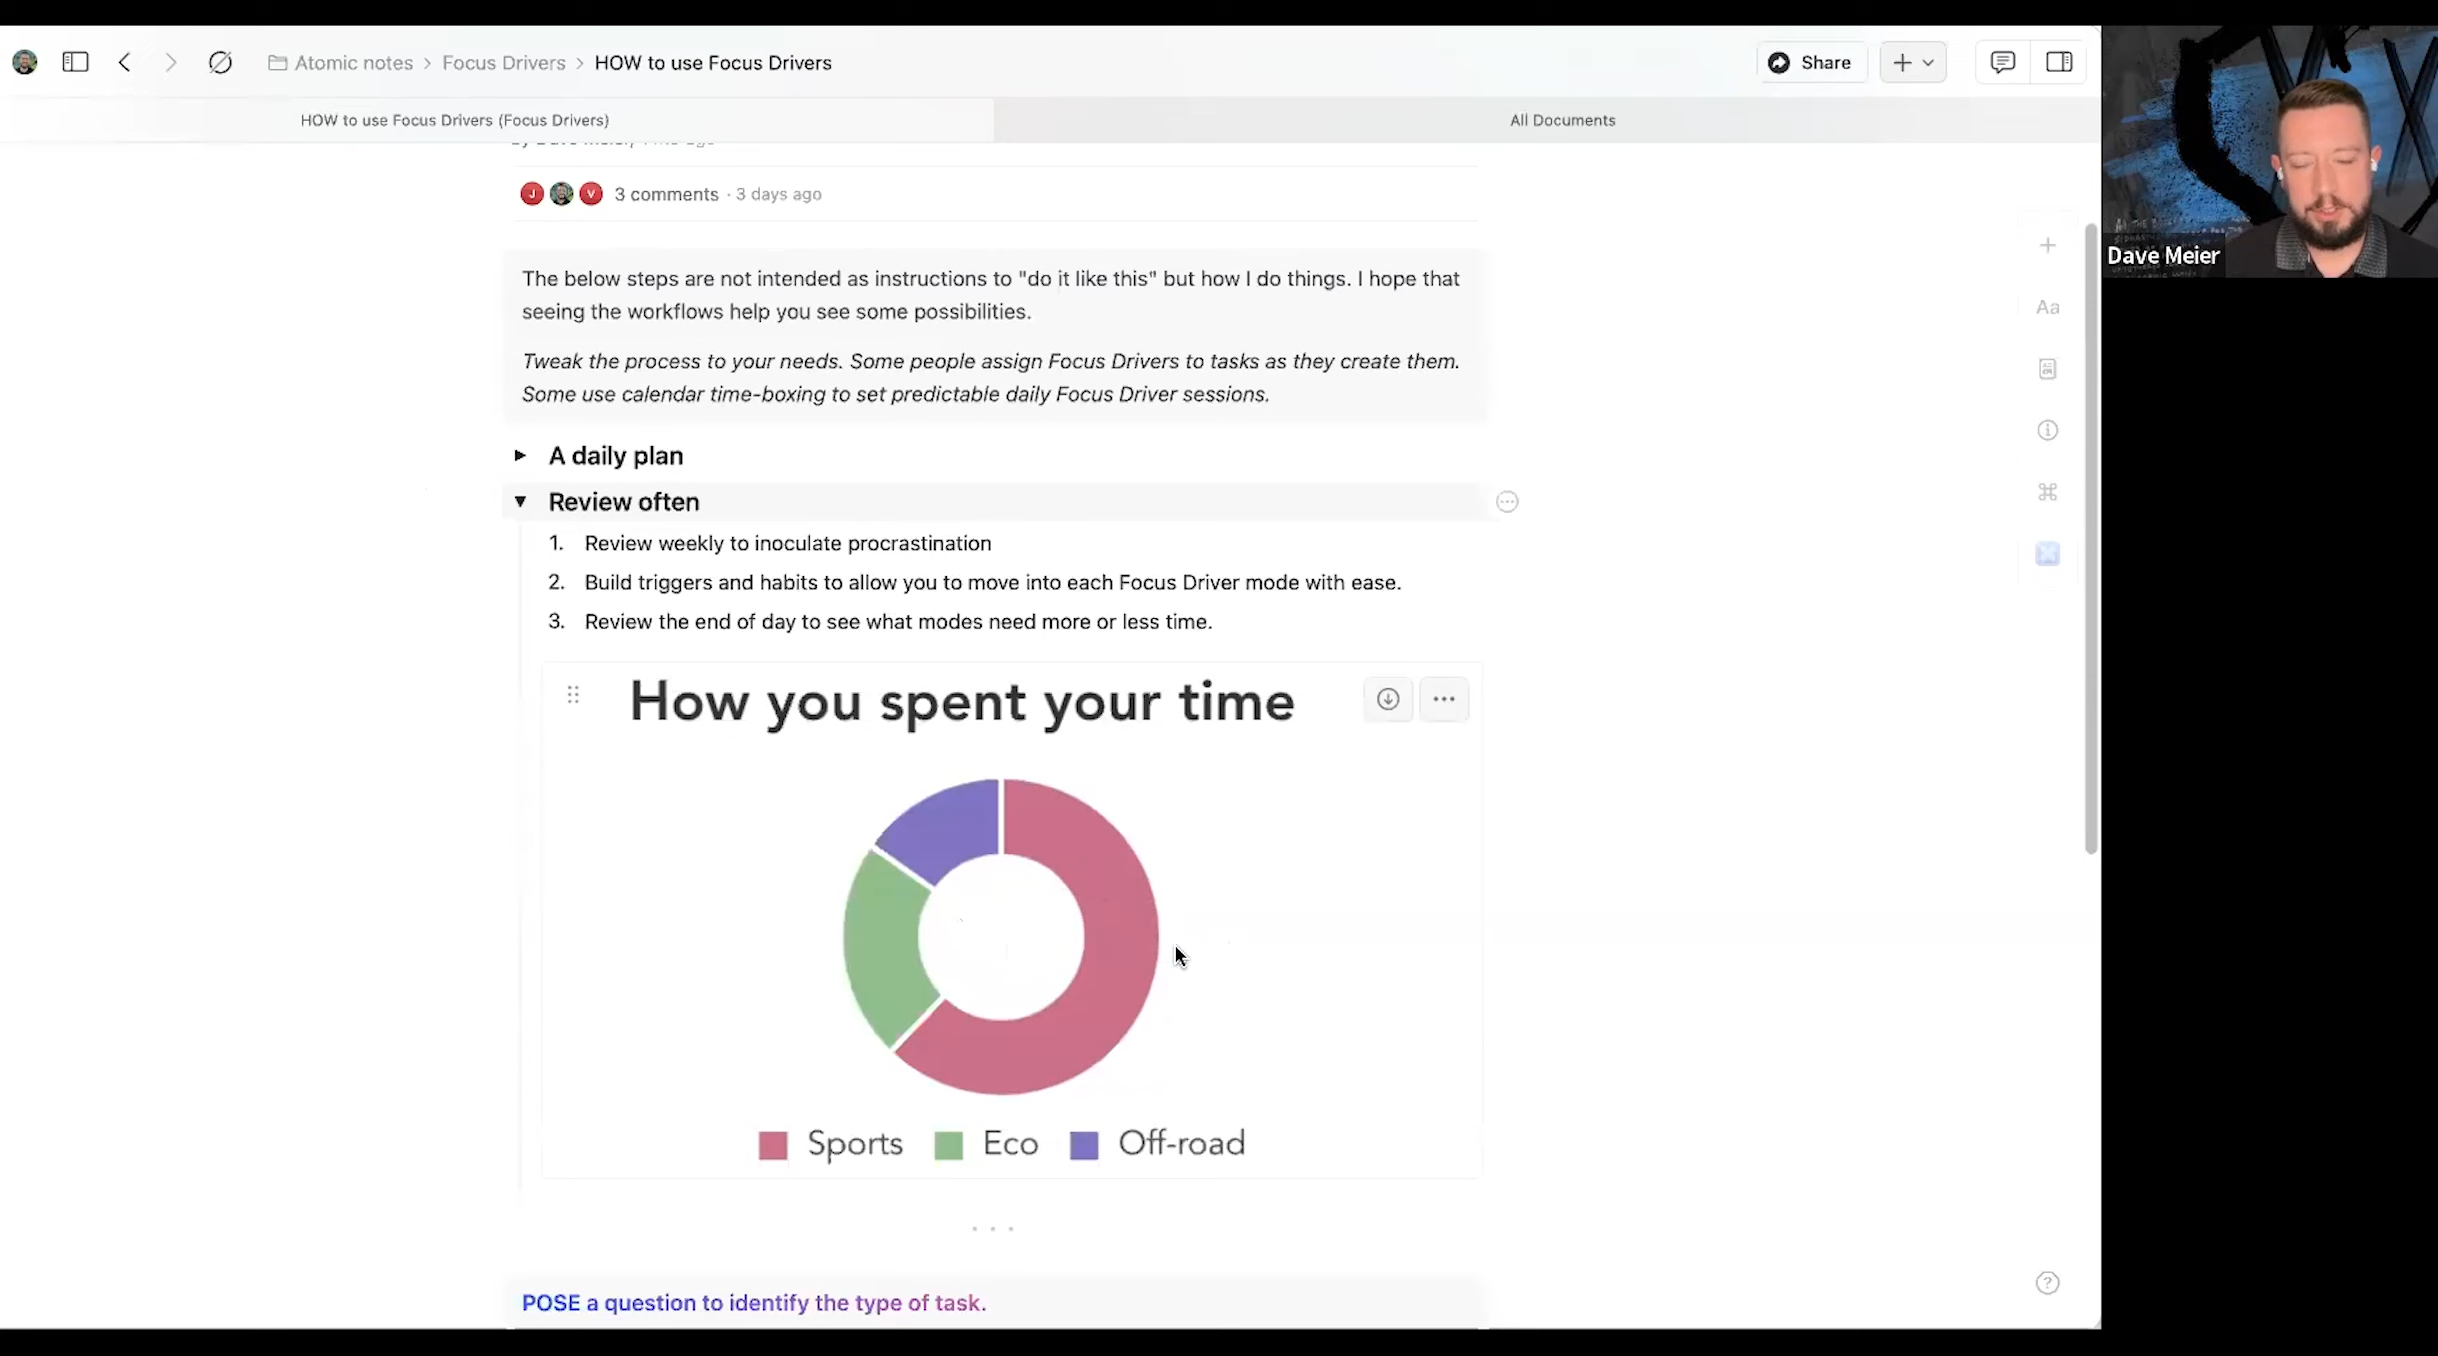 Atomic notes > Focus Drivers > HOW to use Focus Drivers
Share
HOW to use Focus Drivers (Focus Drivers)
All Documents
J
V
3 comments · 3 days ago
The below steps are not intended as instructions to "do it like this" but how I do things. I hope that
seeing the workflows help you see some possibilities.
Tweak the process to your needs. Some people assign Focus Drivers to tasks as they create them.
Some use calendar time-boxing to set predictable daily Focus Driver sessions.
A daily plan
Review often
1. Review weekly to inoculate procrastination
2. Build triggers and habits to allow you to move into each Focus Driver mode with ease.
3. Review the end of day to see what modes need more or less time.
How you spent your time
Sports Eco Off-road
POSE a question to identify the type of task.
Aa
Dave Meier